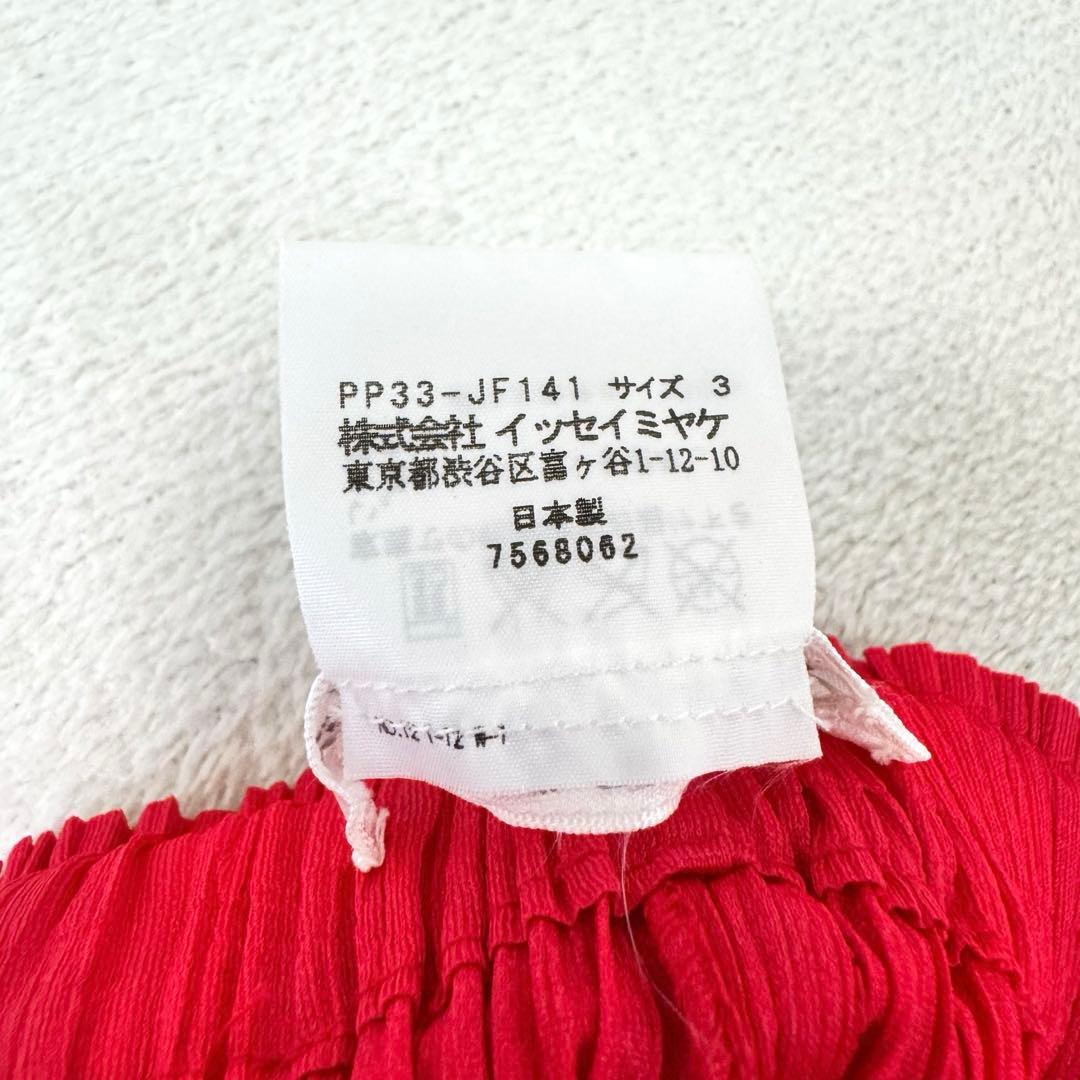 PP33-JF141 サイズ 3
株式会社 イッセイミヤケ
東京都渋谷区富ヶ谷1-12-10
日本製
7568062